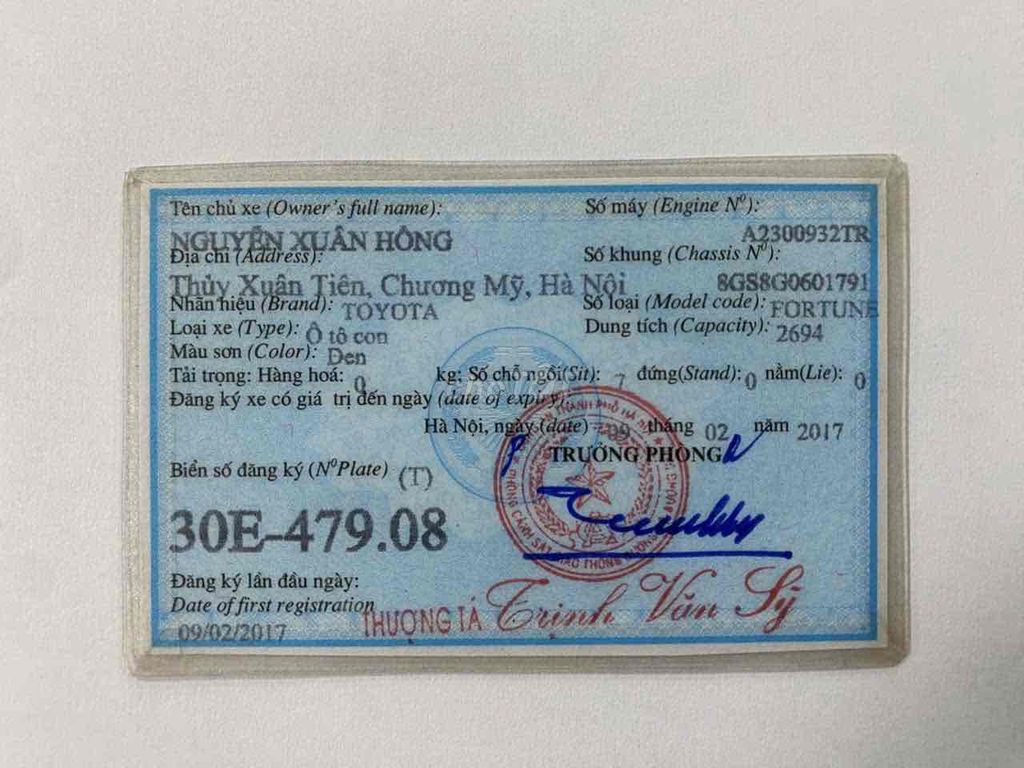 Tên chủ xe (Owner's full name):
NGUYỄN XUÂN HỒNG
Số máy (Engine Nº):
A2300932TR
Địa chỉ (Address):
Thủy Xuân Tiên, Chương Mỹ, Hà Nội
Số khung (Chassis Nº):
8GS8G0601791
Nhãn hiệu (Brand): TOYOTA
Số loại (Model code): FORTUNE
Loại xe (Type): Ô tô con
Dung tích (Capacity): 2694
Màu sơn (Color): Đen
Tải trọng: Hàng hoá: 0 kg; Số chỗ ngồi(Sit): 7 đứng(Stand): 0 nằm(Lie): 0
Đăng ký xe có giá trị đến ngày (date of expiry):
Hà Nội, ngày (date) 09 tháng 02 năm 2017
TRƯỞNG PHÒNG
Biển số đăng ký (NºPlate) (T)
30E-479.08
Đăng ký lần đầu ngày:
Date of first registration
09/02/2017
THƯỢNG TÁ Trịnh Văn Sỹ